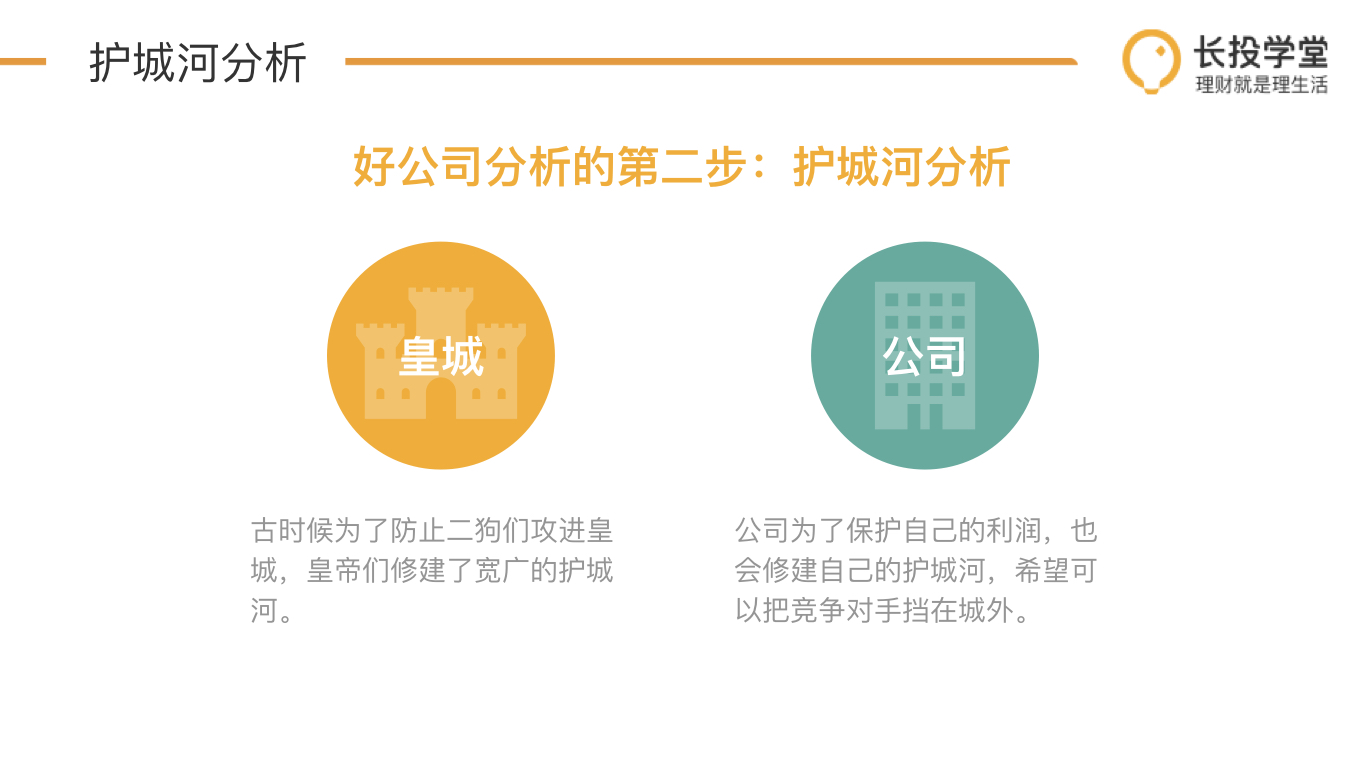 护城河分析
长投学堂
理财就是理生活
好公司分析的第二步：护城河分析
皇城
公司
古时候为了防止二狗们攻进皇
城，皇帝们修建了宽广的护城
河。
公司为了保护自己的利润，也
会修建自己的护城河，希望可
以把竞争对手挡在城外。